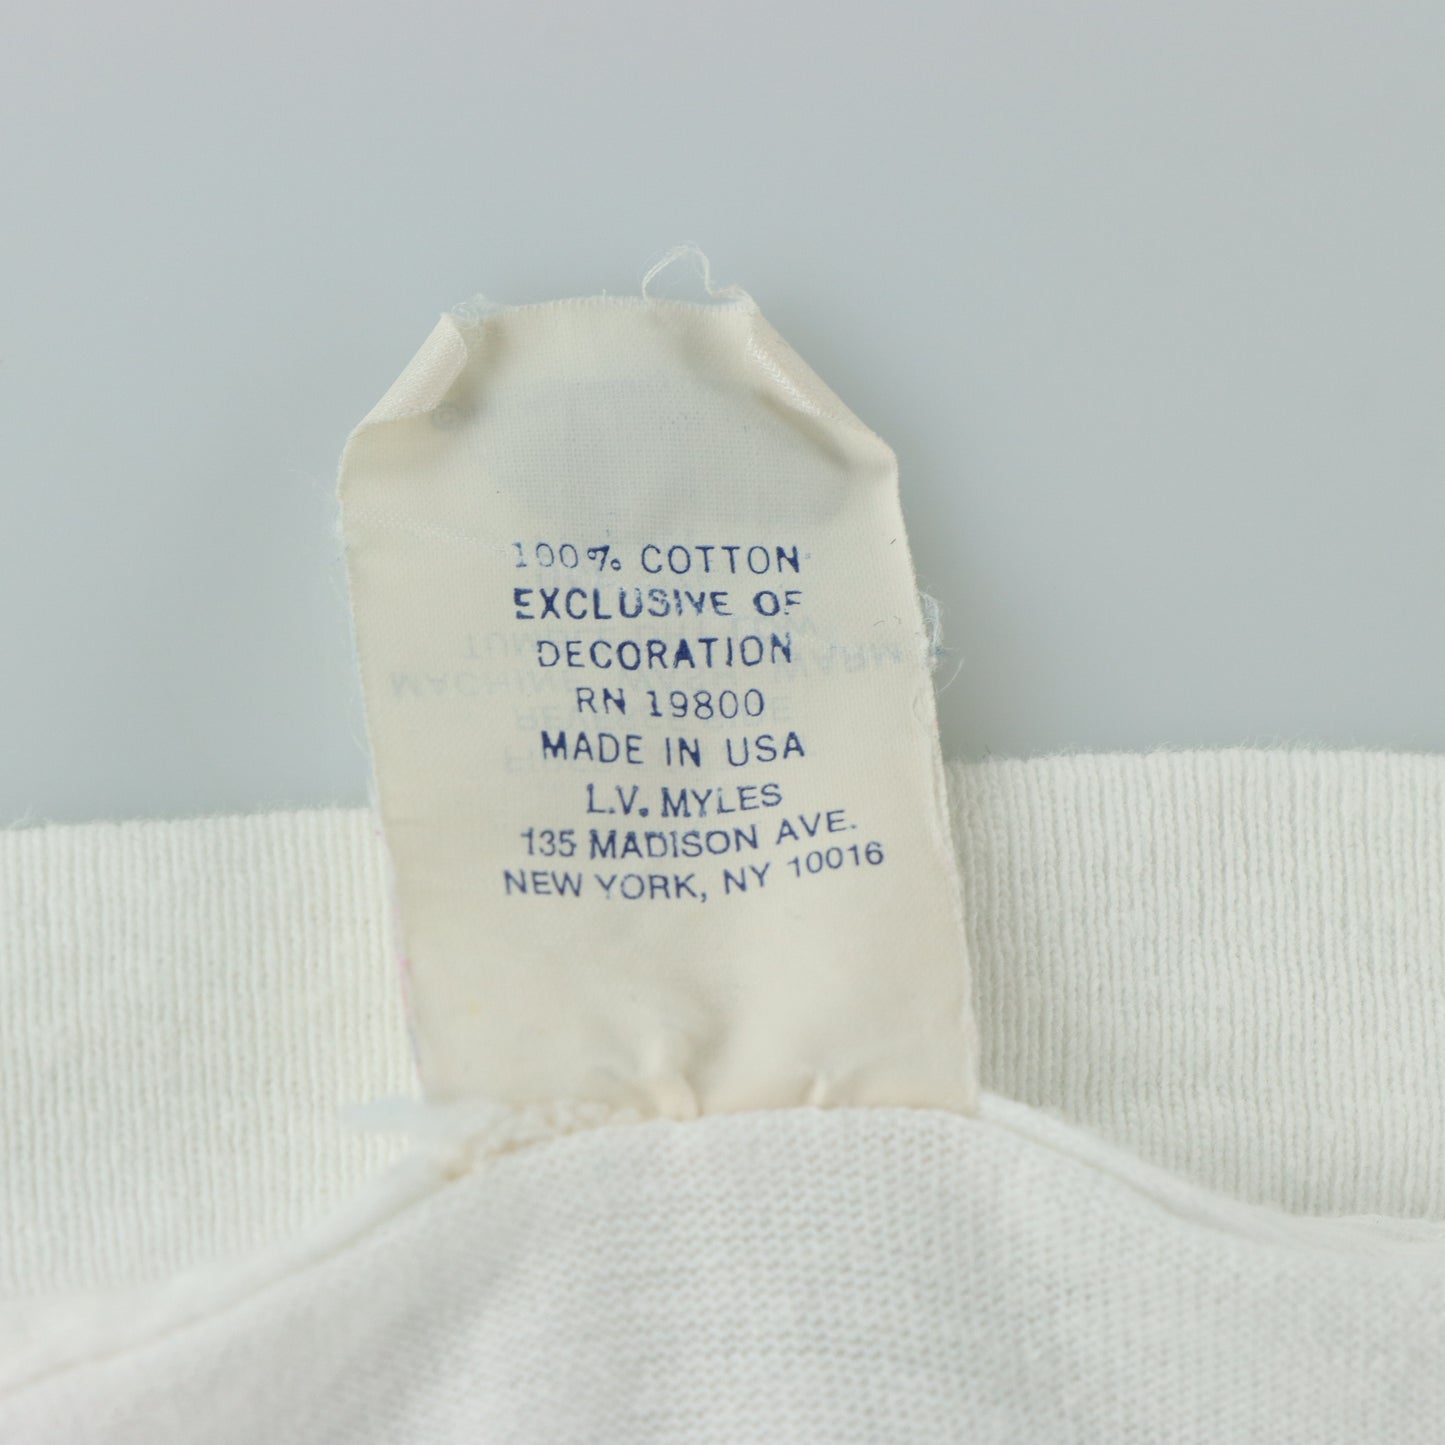 100% COTTON
EXCLUSIVE OF
DECORATION
RN 19800
MADE IN USA
L.V. MYLES
135 MADISON AVE.
NEW YORK, NY 10016